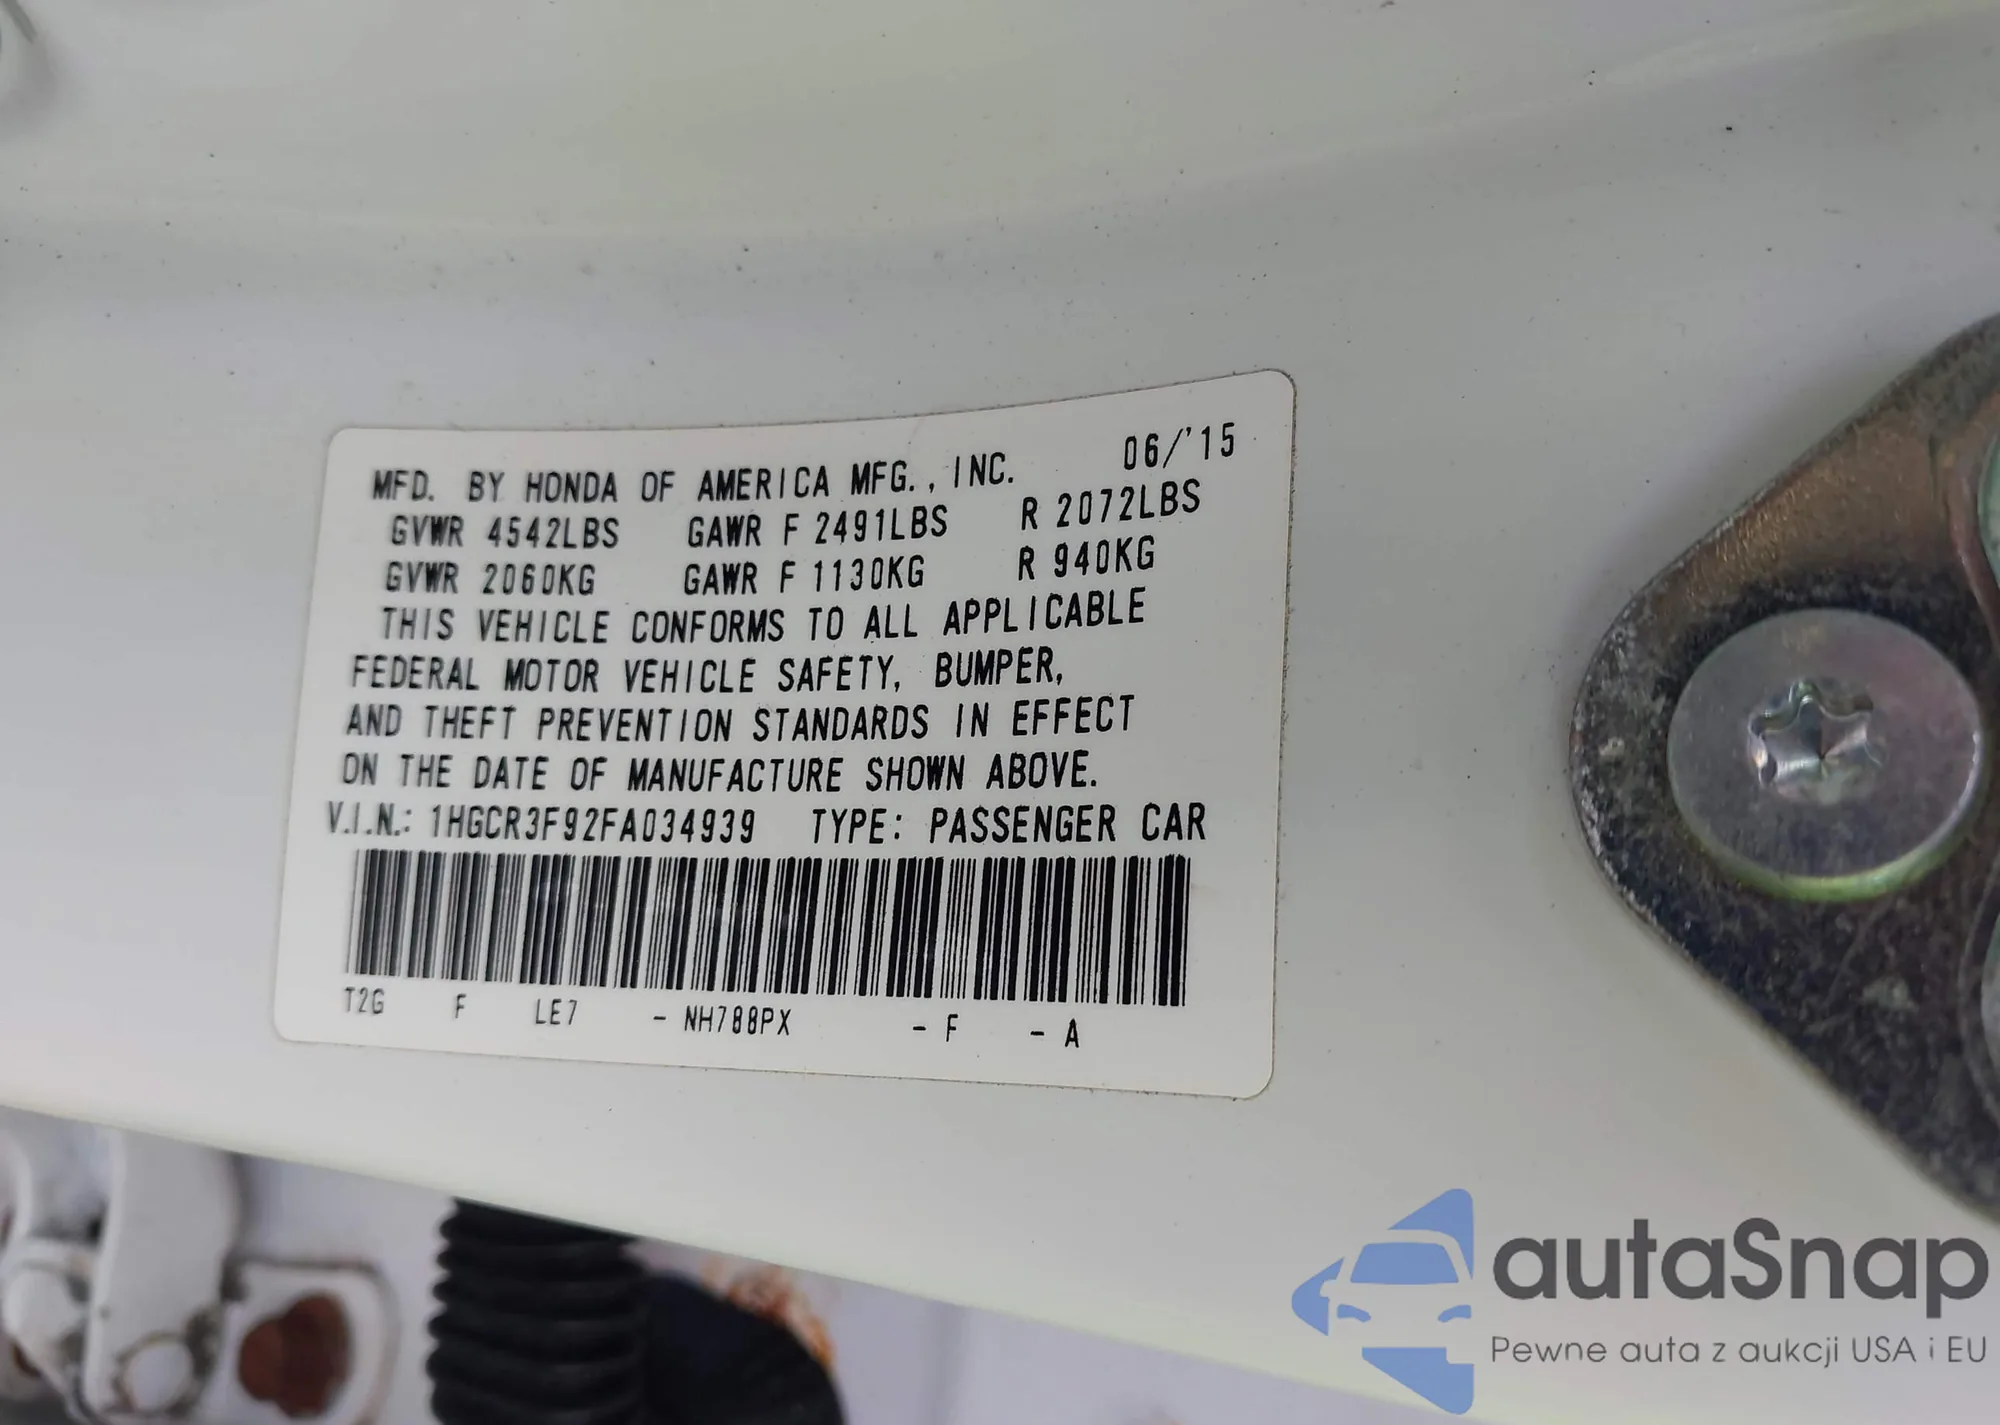 MFD. BY HONDA OF AMERICA MFG., INC. 06/'15
GVWR 4542LBS GAWR F 2491LBS R 2072LBS
GVWR 2060KG GAWR F 1130KG R 940KG
THIS VEHICLE CONFORMS TO ALL APPLICABLE
FEDERAL MOTOR VEHICLE SAFETY, BUMPER,
AND THEFT PREVENTION STANDARDS IN EFFECT
ON THE DATE OF MANUFACTURE SHOWN ABOVE.
V.I.N.: 1HGCR3F92FA034939 TYPE: PASSENGER CAR
T2G F LE7 - NH788PX - F - A
autaSnap
Pewne auta z aukcji USA i EU